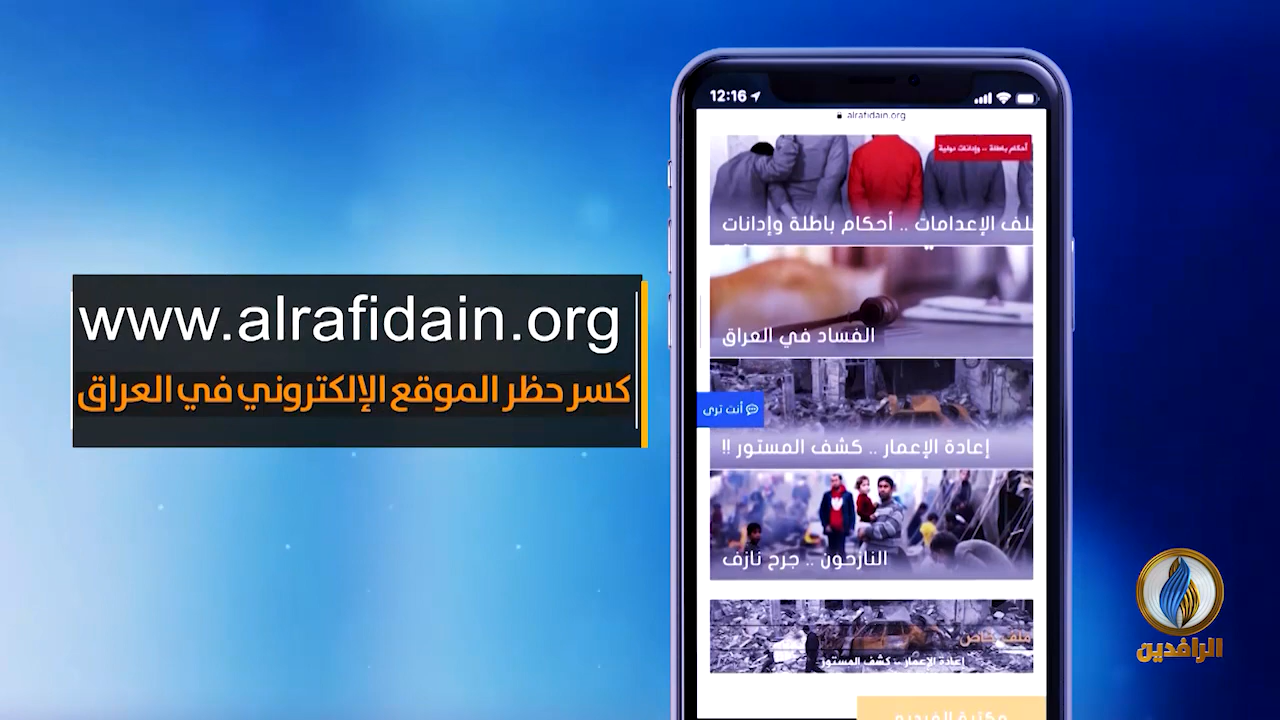 www.alrafidain.org
كسر حظر الموقع الإلكتروني في العراق
12:16
alrafidain.org
أحكام باطلة .. وإدانات دولية
ملف الإعدامات .. أحكام باطلة وإدانات
الفساد في العراق
أنت ترى
إعادة الإعمار .. كشف المستور !!
النازحون .. جرح نازف
ملف خاص
إعادة الإعمار .. كشف المستور
مكتبة الفيديو
الرافدين